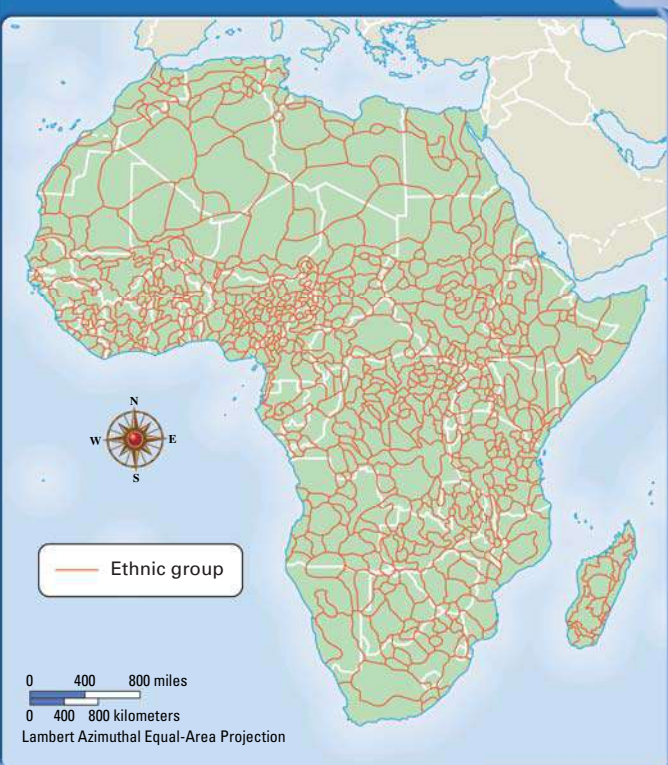 N
W E
S
Ethnic group
0 400 800 miles
0 400 800 kilometers
Lambert Azimuthal Equal-Area Projection